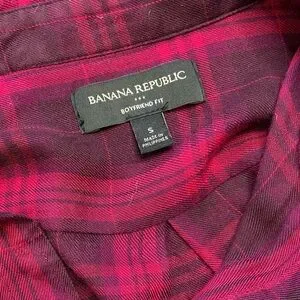 BANANA REPUBLIC
BOYFRIEND FIT
S
MADE IN
PHILIPPINES